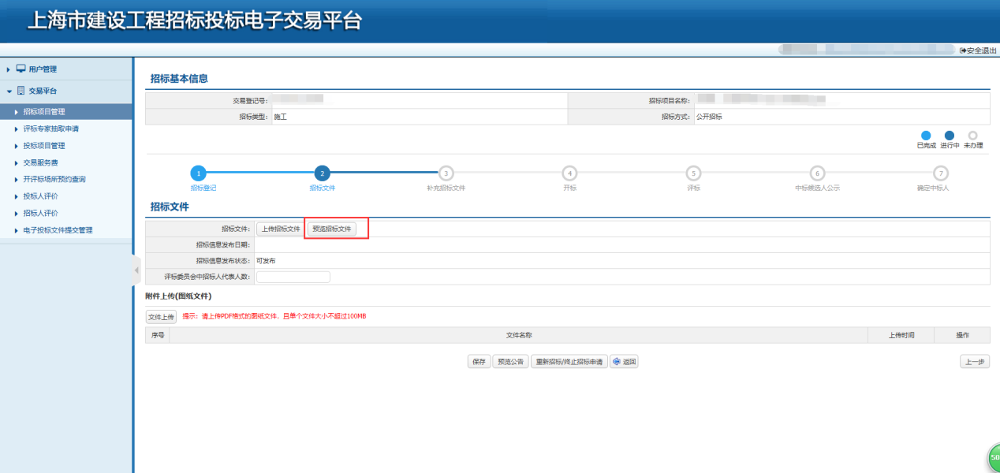 上海市建设工程招标投标电子交易平台
安全退出
用户管理
交易平台
招标项目管理
评标专家抽取申请
投标项目管理
交易服务费
开评标场所预约查询
投标人评价
招标人评价
电子投标文件提交管理
招标基本信息
交易登记号： 招标项目名称：
招标类型： 施工 招标方式： 公开招标
已完成 进行中 未办理
1 2 3 4 5 6 7
招标登记 招标文件 补充招标文件 开标 评标 中标候选人公示 确定中标人
招标文件
招标文件： 上传招标文件 预览招标文件
招标信息发布日期：
招标信息发布状态： 可发布
评标委员会中招标人代表人数：
附件上传(图纸文件)
文件上传 提示：请上传PDF格式的图纸文件，且单个文件大小不超过100MB
序号 文件名称 上传时间 操作
保存 预览公告 重新招标/终止招标申请 返回 上一步
50